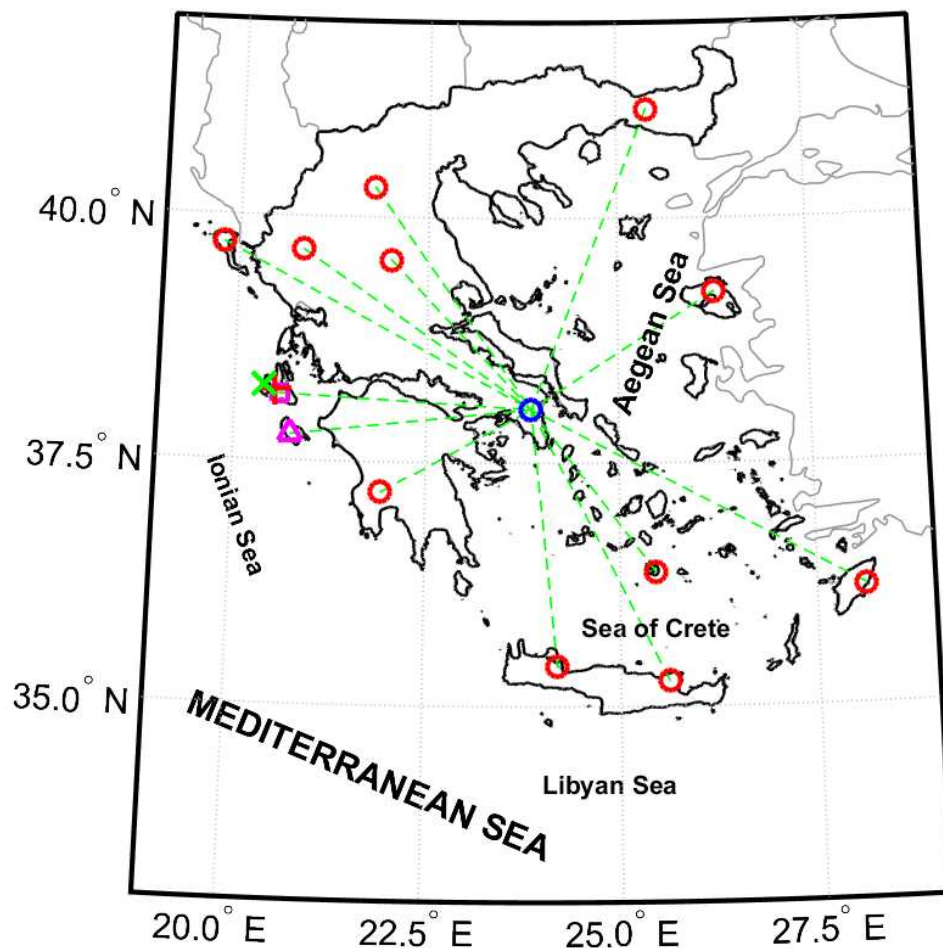 40.0° N
Aegean Sea
37.5° N
Ionian Sea
Sea of Crete
35.0° N
MEDITERRANEAN SEA
Libyan Sea
20.0° E
22.5° E
25.0° E
27.5° E